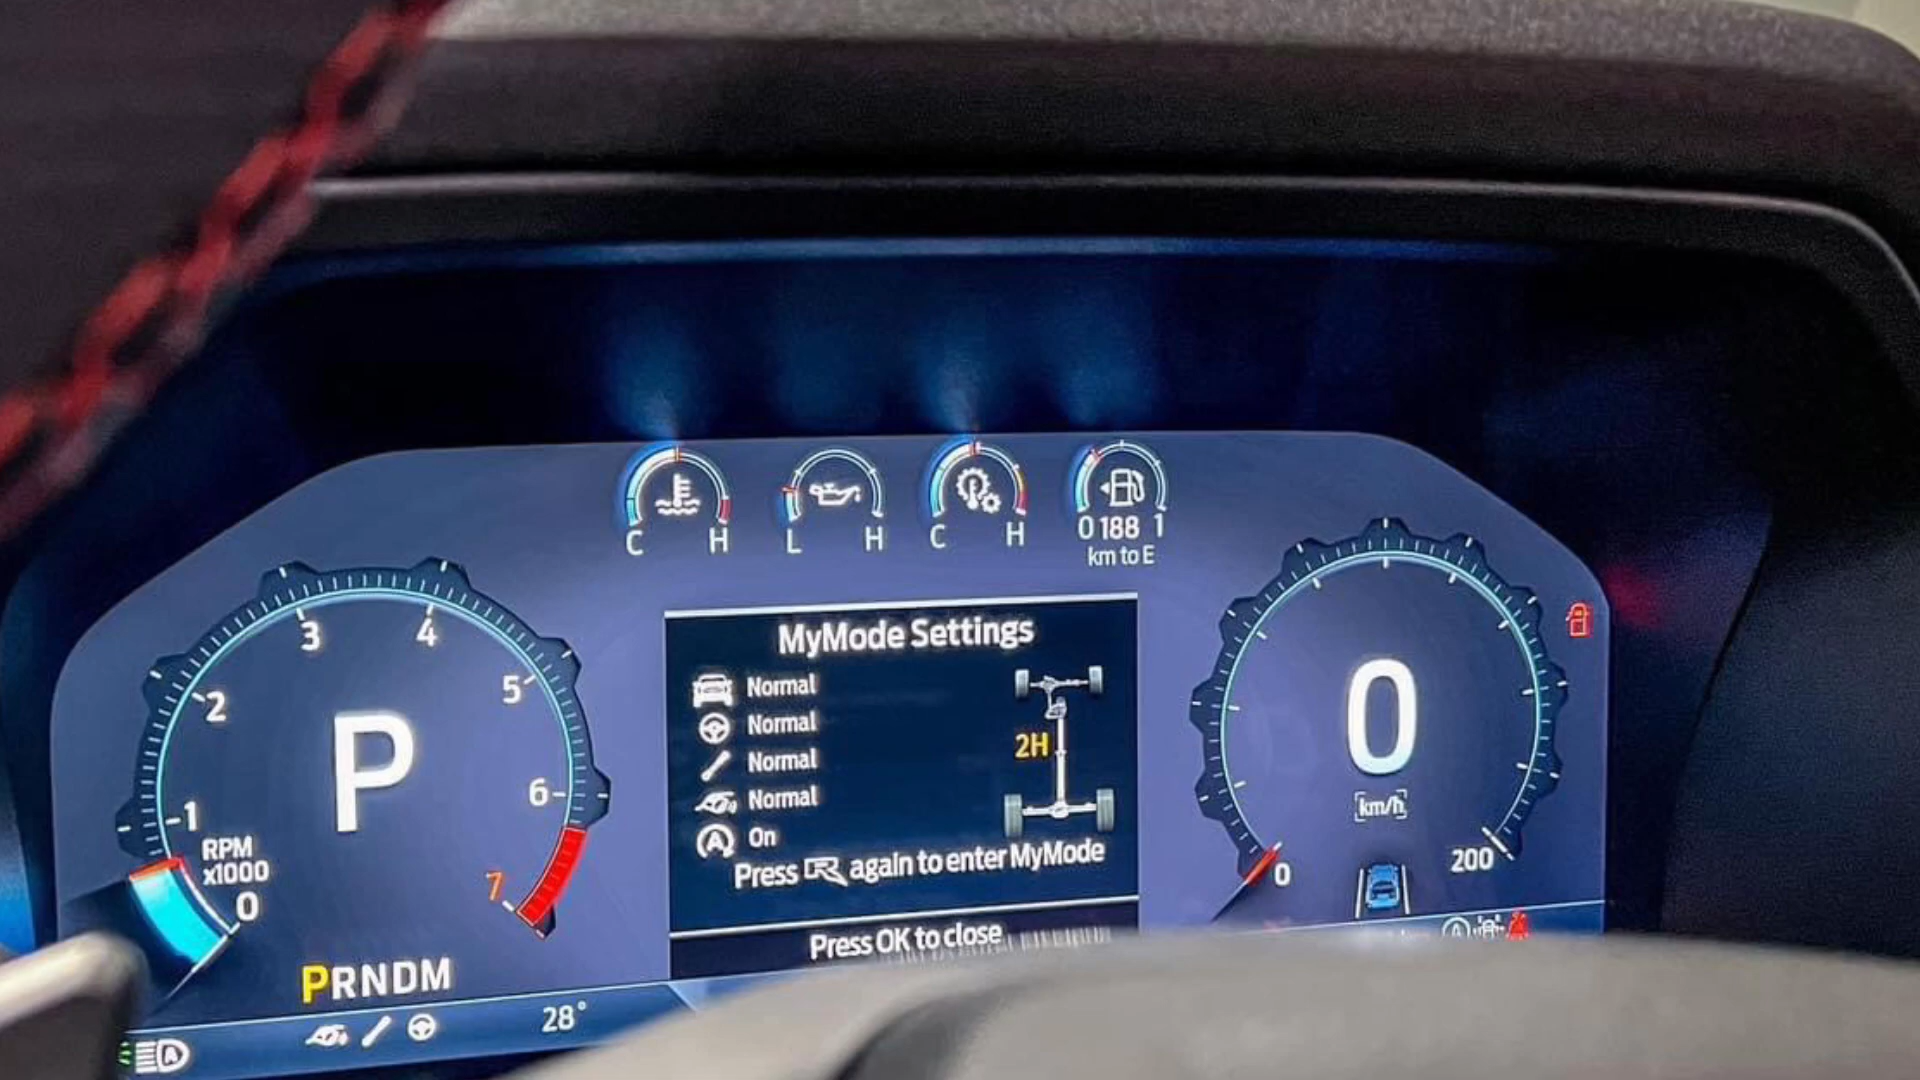 C H
L H
C H
0 188 1
km to E
3 4
2 5
1 6
RPM
x1000
0
7
P
PRNDM
28°
MyMode Settings
Normal
Normal
2H
Normal
Normal
A On
Press R again to enter MyMode
Press OK to close
0
km/h
0 200
A
A